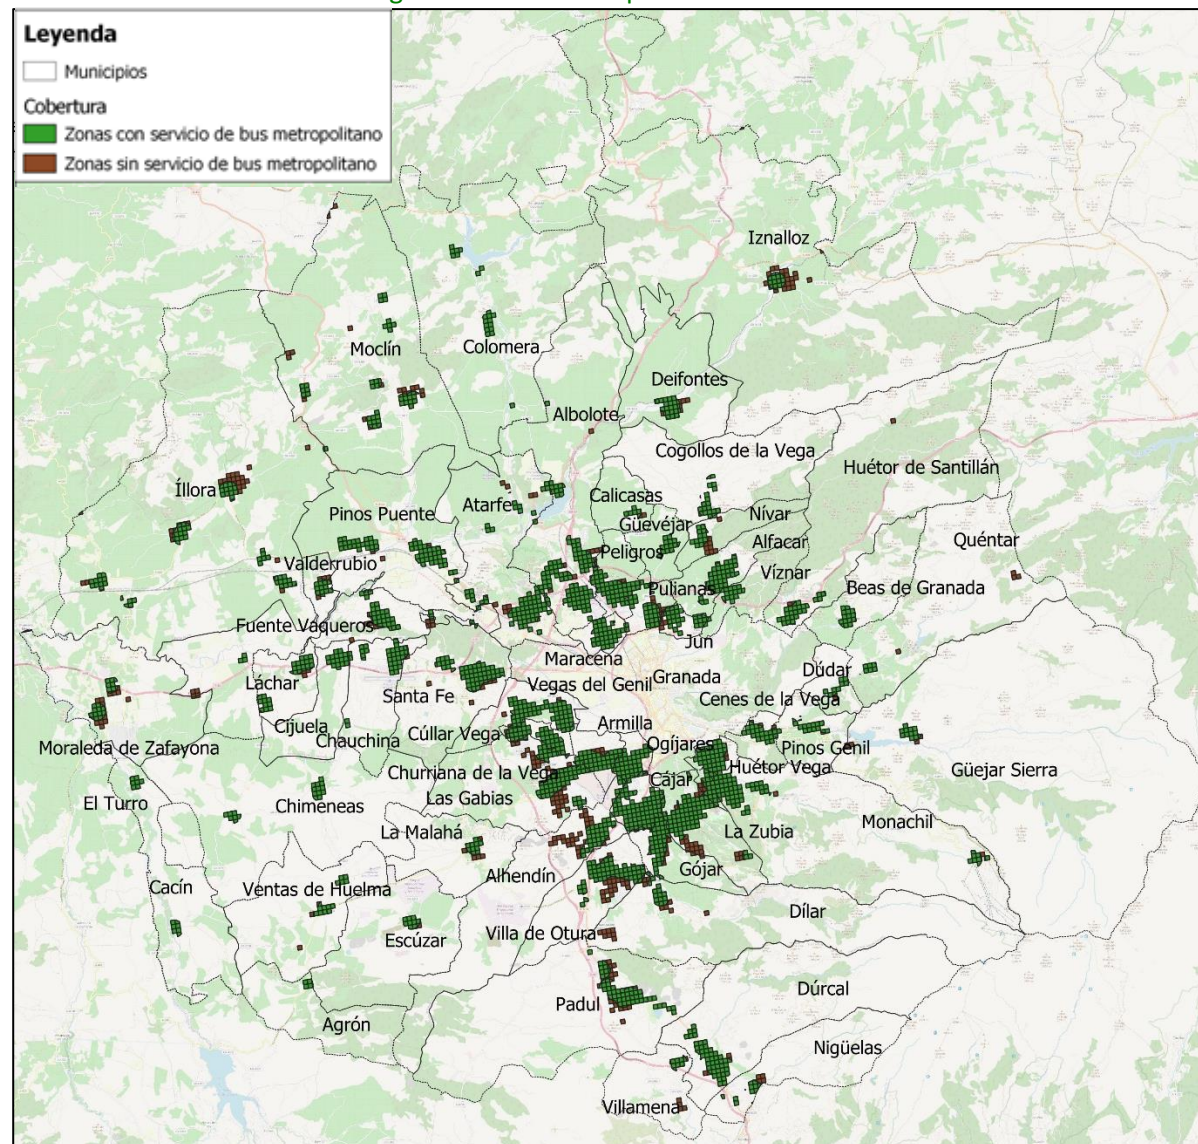 Leyenda
Municipios
Cobertura
Zonas con servicio de bus metropolitano
Zonas sin servicio de bus metropolitano
Iznalloz
Moclín
Colomera
Deifontes
Albolote
Cogollos de la Vega
Huétor de Santillán
Íllora
Calicasas
Atarfe
Pinos Puente
Nívar
Güevéjar
Quéntar
Alfacar
Peligros
Valderrubio
Víznar
Beas de Granada
Pulianas
Fuente Vaqueros
Jun
Maracena
Dúdar
Granada
Láchar
Vegas del Genil
Santa Fe
Cenes de la Vega
Armilla
Cijuela
Cúllar Vega
Chauchina
Ogíjares
Moraleda de Zafayona
Pinos Genil
Huétor Vega
Güejar Sierra
Churriana de la Vega
Cájar
Las Gabias
El Turro
Chimeneas
Monachil
La Malahá
La Zubia
Gójar
Alhendín
Cacín
Ventas de Huelma
Dílar
Villa de Otura
Escúzar
Dúrcal
Padul
Agrón
Nigüelas
Villamena